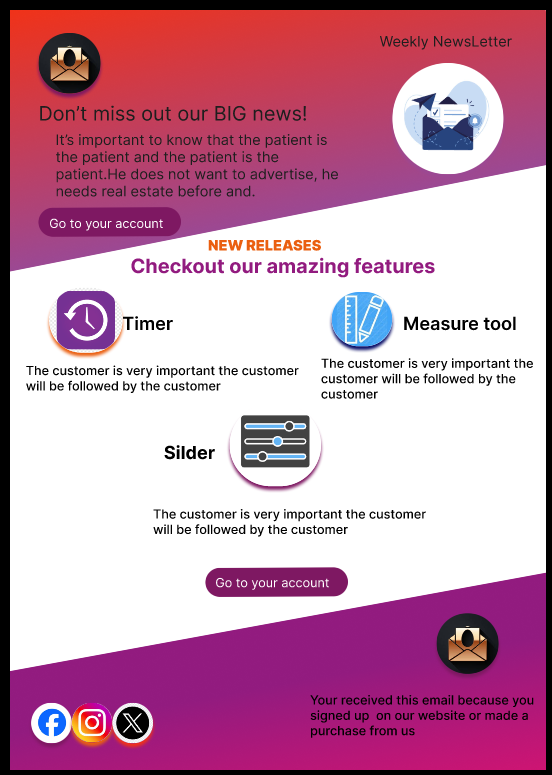 Weekly NewsLetter
Don't miss out our BIG news!
It's important to know that the patient is
the patient and the patient is the
patient.He does not want to advertise, he
needs real estate before and.
Go to your account
NEW RELEASES
Checkout our amazing features
Timer
Measure tool
The customer is very important the customer
will be followed by the customer
The customer is very important the
customer will be followed by the
customer
Silder
The customer is very important the customer
will be followed by the customer
Go to your account
Your received this email because you
signed up on our website or made a
purchase from us